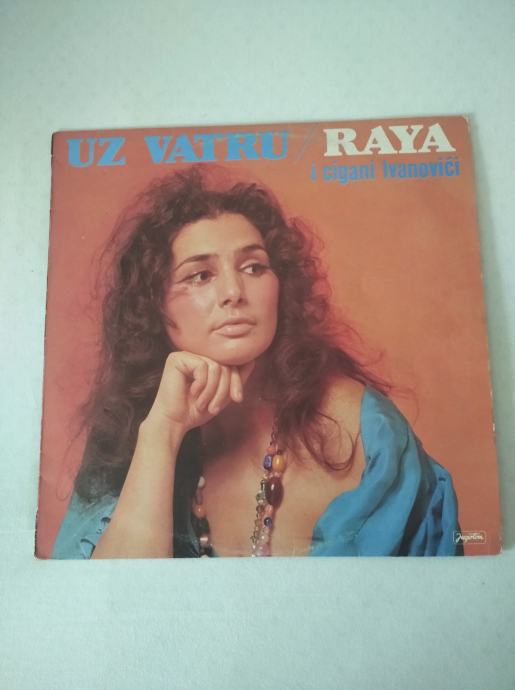 UZ VATRU / RAYA
i cigani Ivanovići
Jugoton